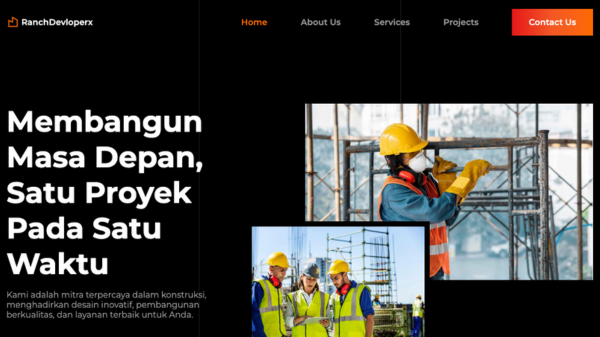 RanchDevloperx
Home
About Us
Services
Projects
Contact Us
Membangun
Masa Depan,
Satu Proyek
Pada Satu
Waktu
Kami adalah mitra terpercaya dalam konstruksi,
menghadirkan desain inovatif, pembangunan
berkualitas, dan layanan terbaik untuk Anda.